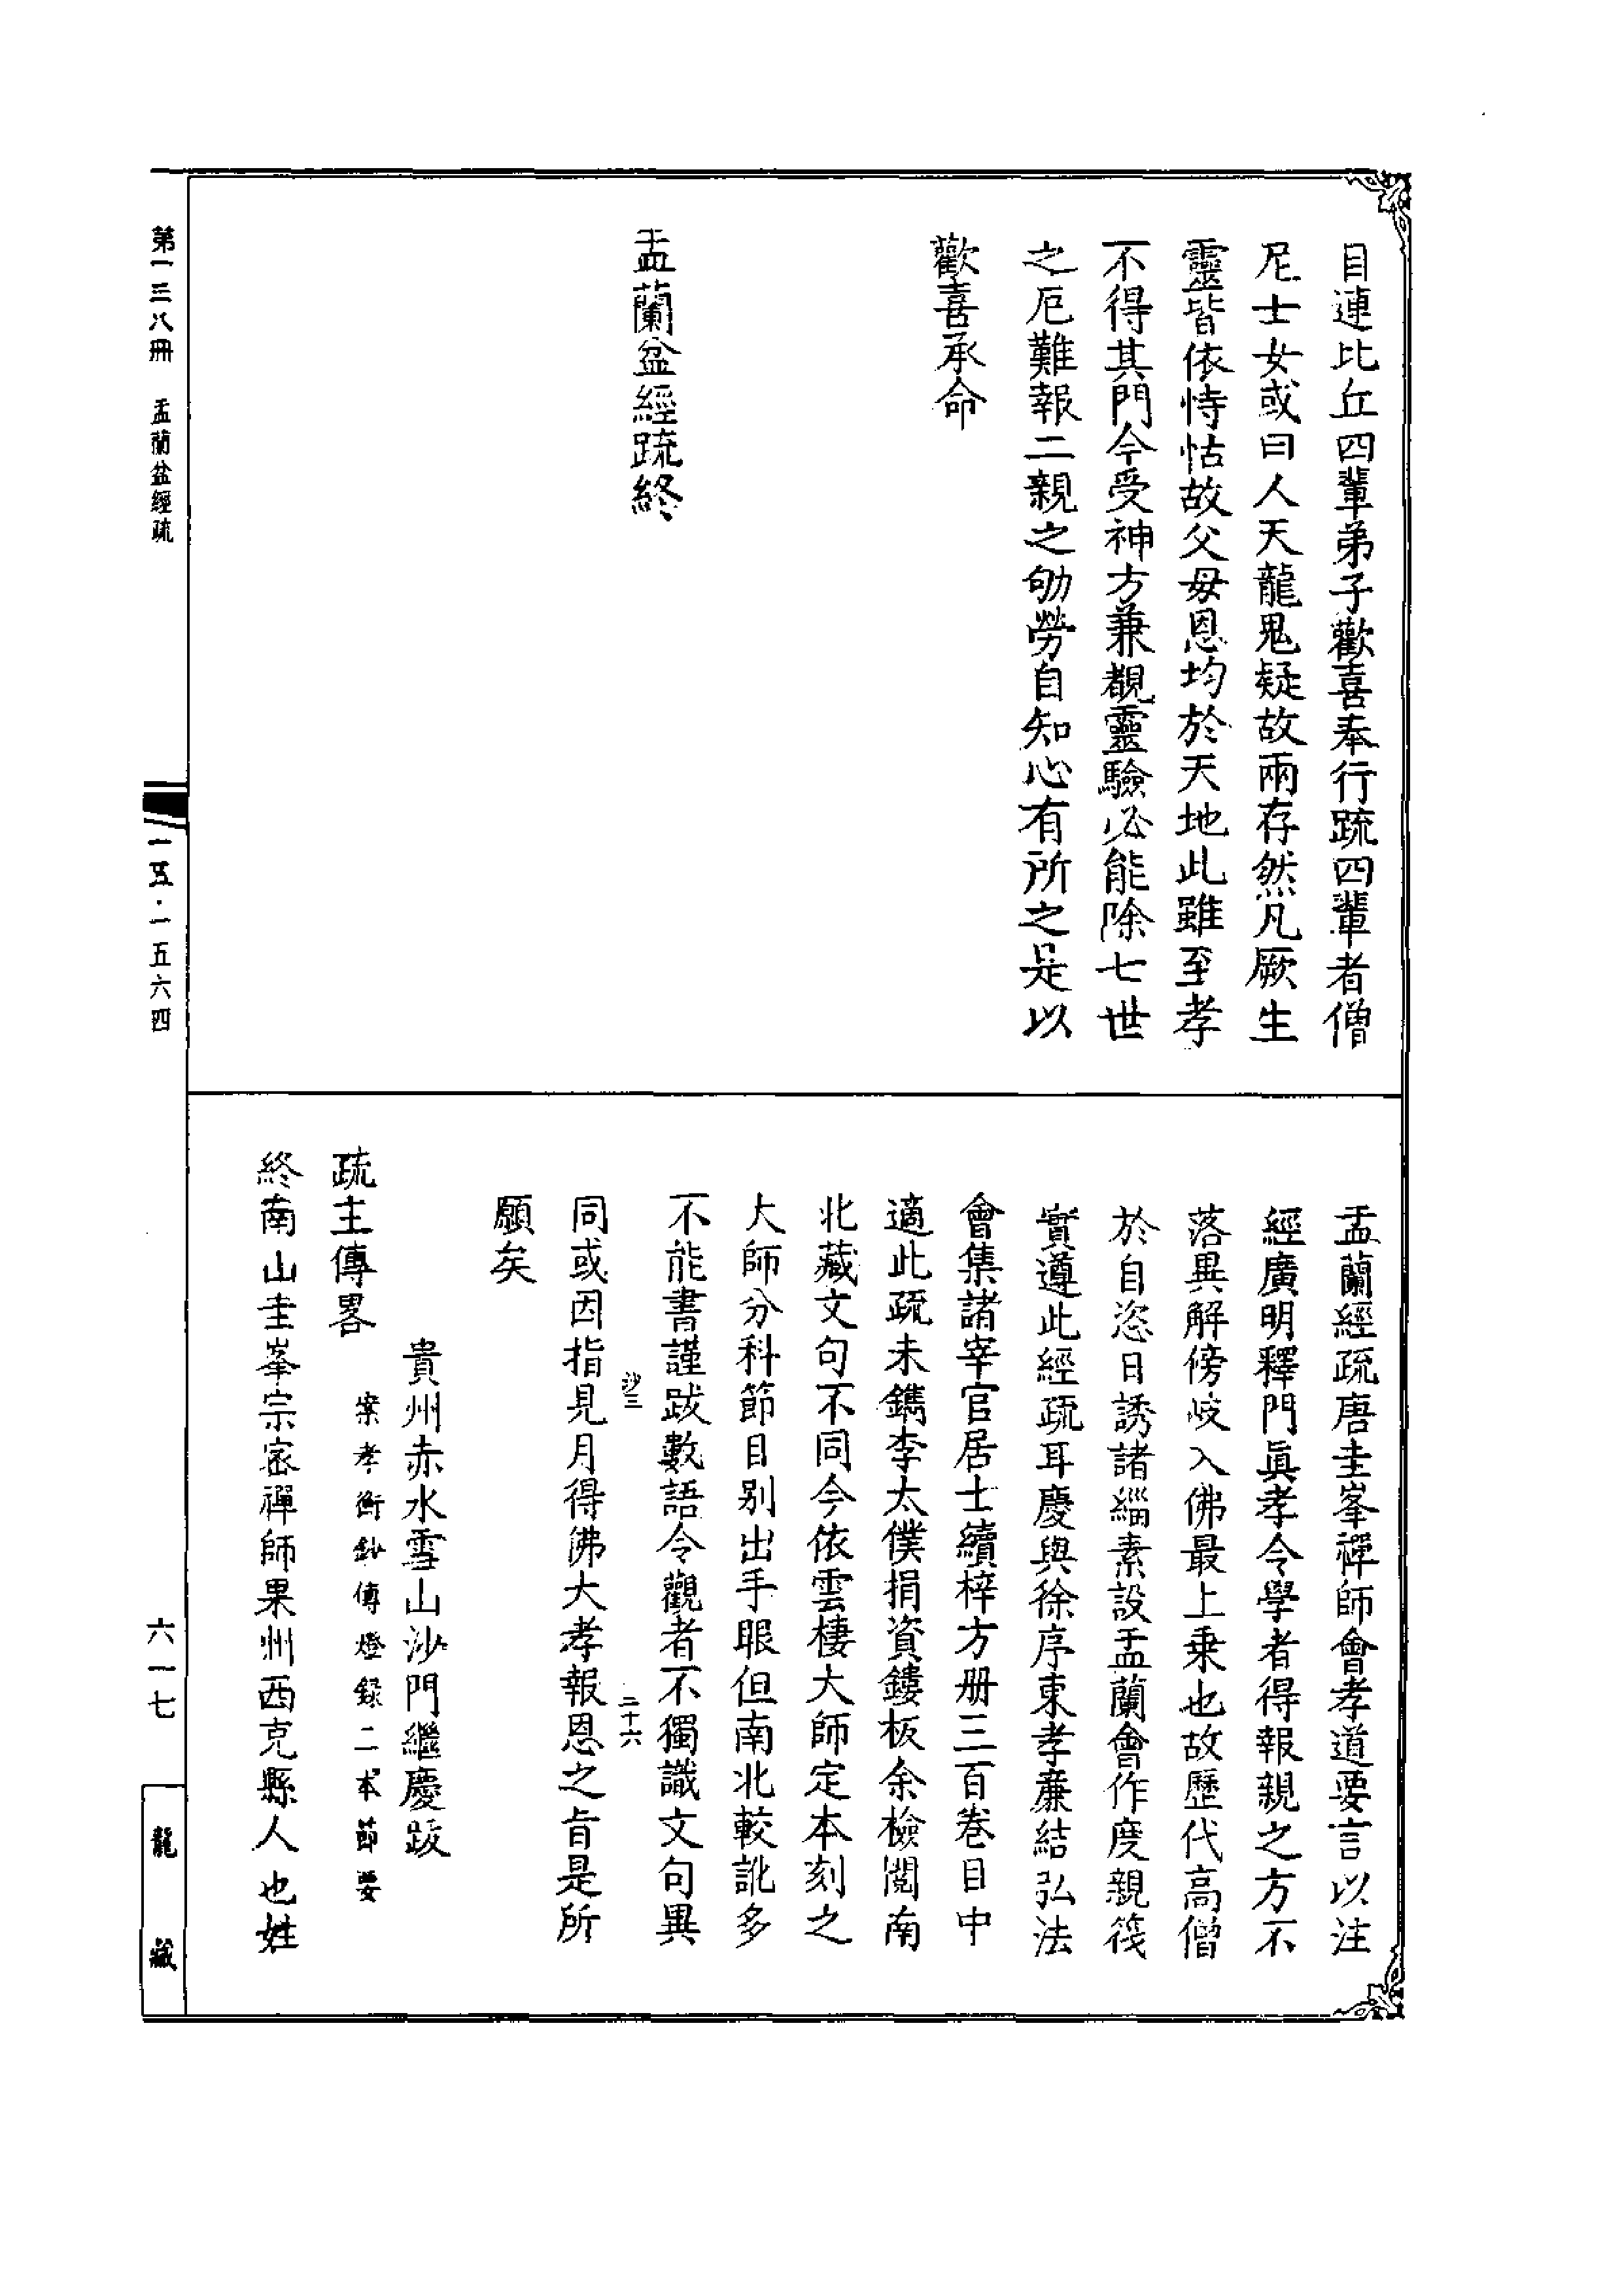 目連比丘四輩弟子歡喜奉行疏四輩者僧
尼士女或曰人天龍鬼疑故兩存然凡厥生
靈皆依恃怙故父母恩均於天地此雖至孝
不得其門今受神方兼覩靈驗必能除七世
之厄難報二親之劬勞自知心有所之是以
歡喜承命
盂蘭盆經疏終
盂蘭經疏唐圭峯禪師會孝道要言以注
經廣明釋門眞孝令學者得報親之方不
落異解傍岐入佛最上乗也故歷代高僧
於自恣日誘諸緇素設盂蘭會作度親筏
實遵此經疏耳慶與徐序東孝亷結弘法
會集諸宰官居士續梓方册三百卷目中
適此疏未鐫李太僕捐資鏤板余檢閱南
北藏文句不同今依雲棲大師定本刻之
大師分科節目别出手眼但南北較訛多
不能書謹跋數語令觀者不獨識文句異
沙三
二十六
同或因指見月得佛大孝報恩之旨是所
願矣
貴州赤水雪山沙門繼慶跋
疏主傳畧
案孝衡鈔傳燈録二本節要
終南山圭峯宗宻禪師果州西克縣人也姓
第一三八冊
盂蘭盆經疏
一五·一五六四
六一七
龍藏